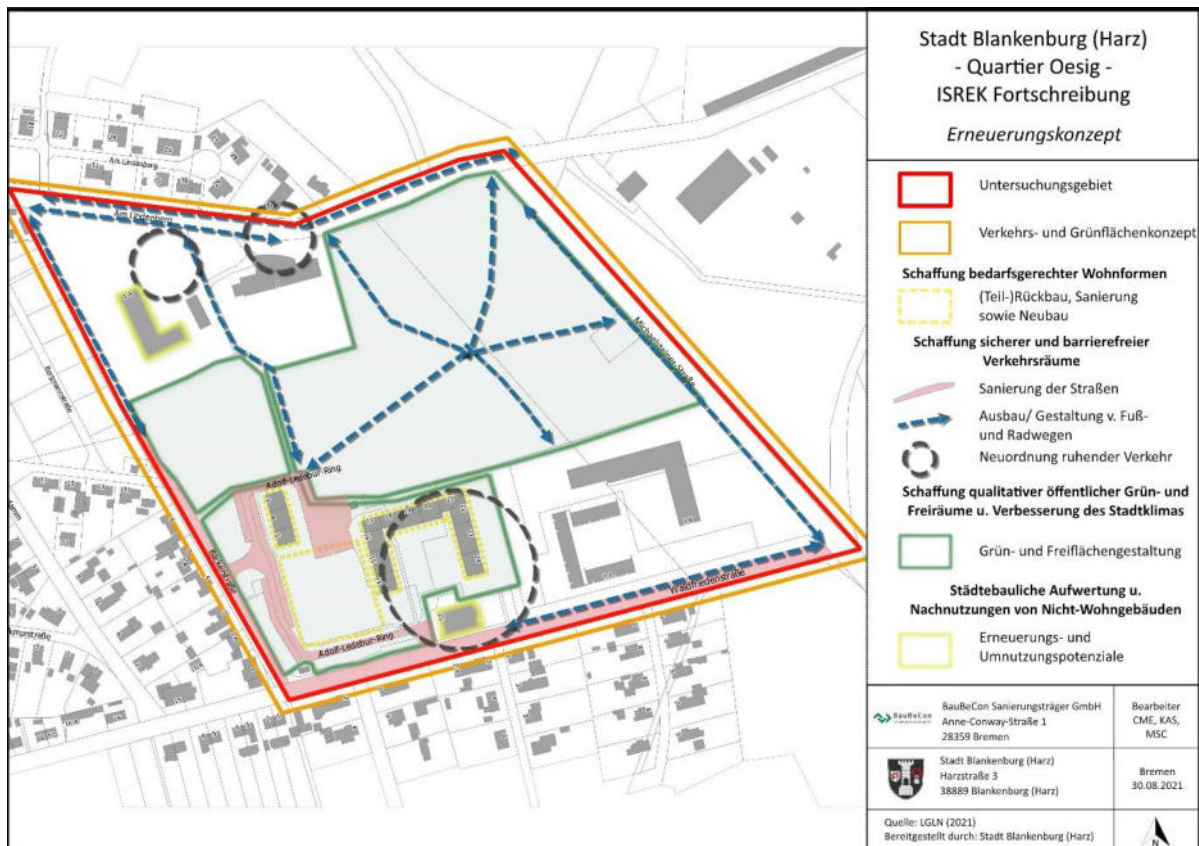 Stadt Blankenburg (Harz)
- Quartier Oesig -
ISREK Fortschreibung
Erneuerungskonzept
Untersuchungsgebiet
Verkehrs- und Grünflächenkonzept
Schaffung bedarfsgerechter Wohnformen
(Teil-)Rückbau, Sanierung
sowie Neubau
Schaffung sicherer und barrierefreier
Verkehrsräume
Sanierung der Straßen
Ausbau/ Gestaltung v. Fuß-
und Radwegen
Neuordnung ruhender Verkehr
Schaffung qualitativer öffentlicher Grün- und
Freiräume u. Verbesserung des Stadtklimas
Grün- und Freiflächengestaltung
Städtebauliche Aufwertung u.
Nachnutzungen von Nicht-Wohngebäuden
Erneuerungs- und
Umnutzungspotenziale
BauBeCon
BauBeCon Sanierungsträger GmbH
Anne-Conway-Straße 1
28359 Bremen
Bearbeiter
CME, KAS,
MSC
Stadt Blankenburg (Harz)
Harzstraße 3
38889 Blankenburg (Harz)
Bremen
30.08.2021
Quelle: LGLN (2021)
Bereitgestellt durch: Stadt Blankenburg (Harz)
N
Am Lindenberg
Am Lindenberg
Michaelsteiner Straße
Adolf-Ledebur-Ring
Waldfriedenstraße
Adolf-Ledebur-Ring